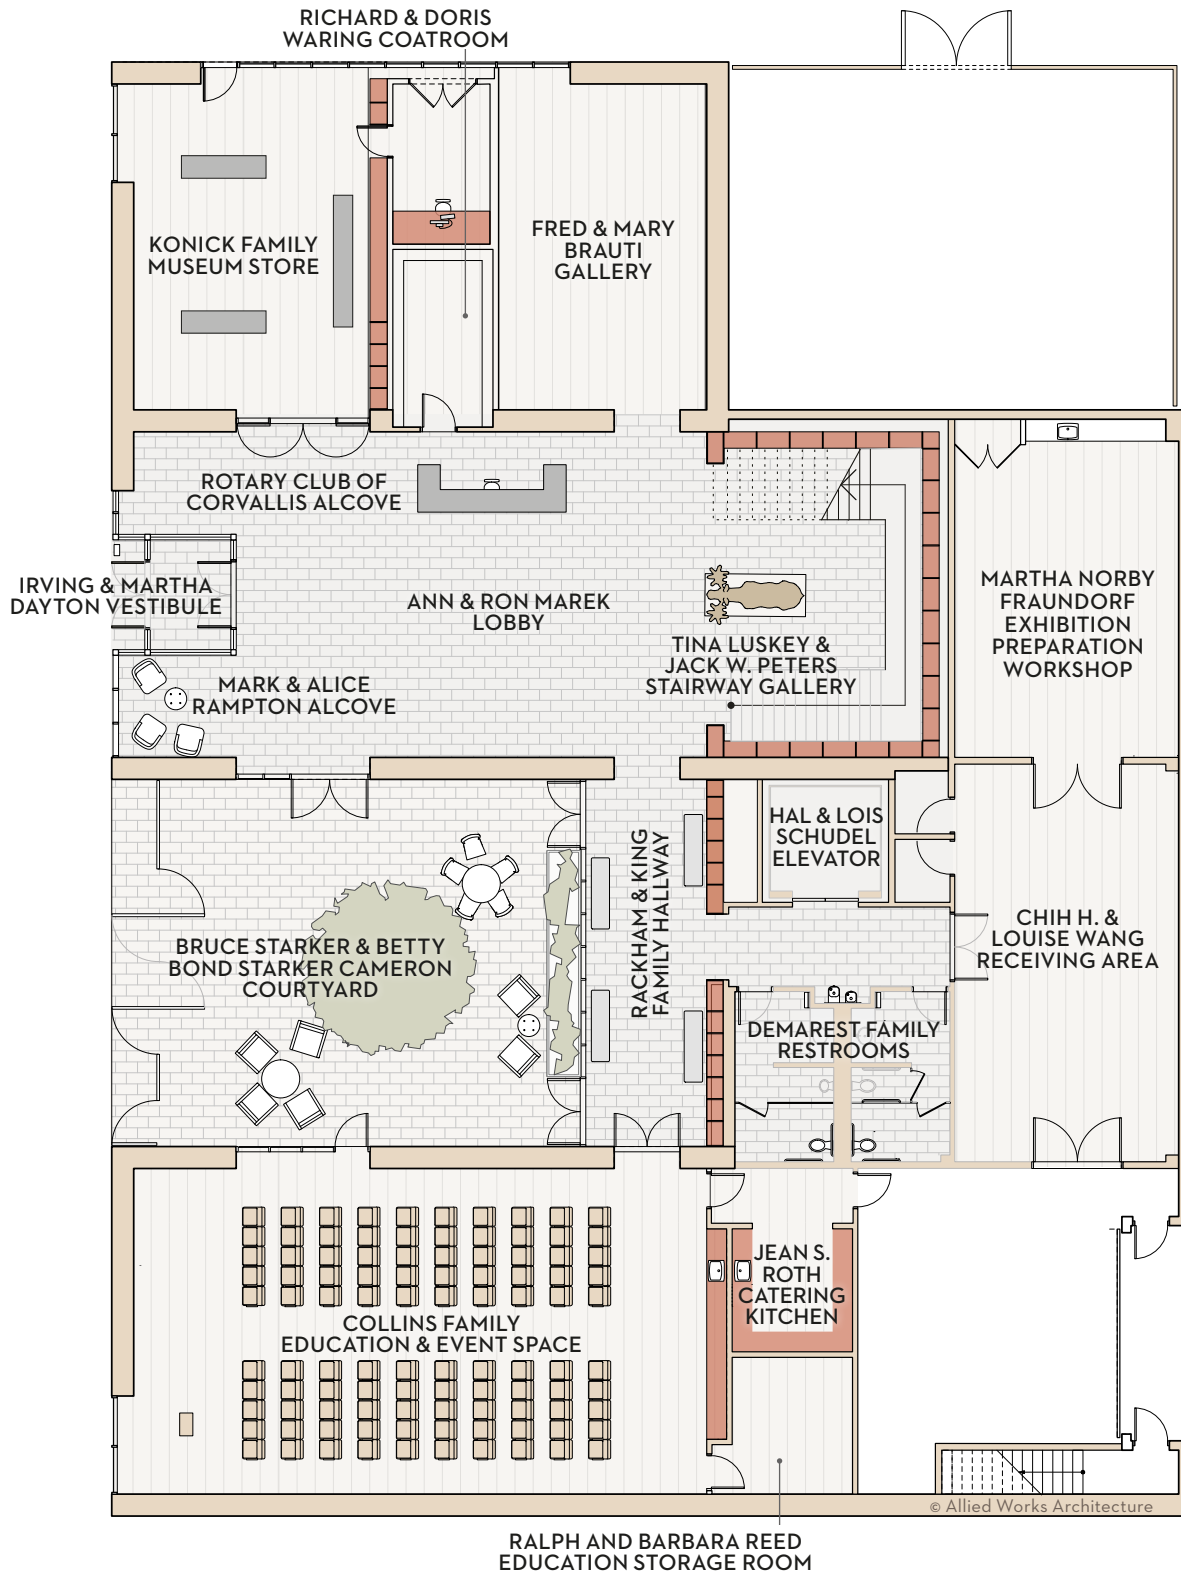 RICHARD & DORIS
WARING COATROOM
KONICK FAMILY
MUSEUM STORE
FRED & MARY
BRAUTI
GALLERY
ROTARY CLUB OF
CORVALLIS ALCOVE
IRVING & MARTHA
DAYTON VESTIBULE
ANN & RON MAREK
LOBBY
MARTHA NORBY
FRAUNDORF
EXHIBITION
PREPARATION
WORKSHOP
TINA LUSKEY &
JACK W. PETERS
STAIRWAY GALLERY
MARK & ALICE
RAMPTON ALCOVE
HAL & LOIS
SCHUDEL
ELEVATOR
RACKHAM & KING
FAMILY HALLWAY
BRUCE STARKER & BETTY
BOND STARKER CAMERON
COURTYARD
CHIH H. &
LOUISE WANG
RECEIVING AREA
DEMAREST FAMILY
RESTROOMS
JEAN S.
ROTH
CATERING
KITCHEN
COLLINS FAMILY
EDUCATION & EVENT SPACE
© Allied Works Architecture
RALPH AND BARBARA REED
EDUCATION STORAGE ROOM